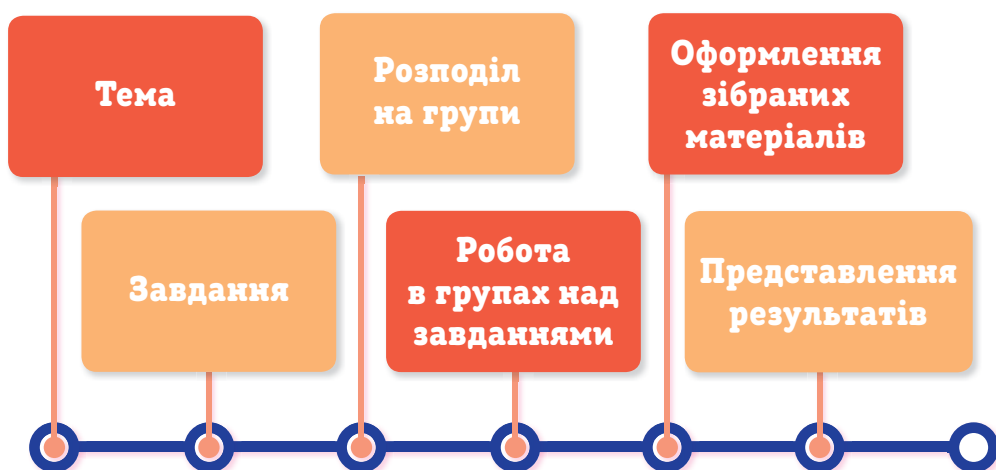 Тема
Завдання
Розподіл
на групи
Робота
в групах над
завданнями
Оформлення
зібраних
матеріалів
Представлення
результатів